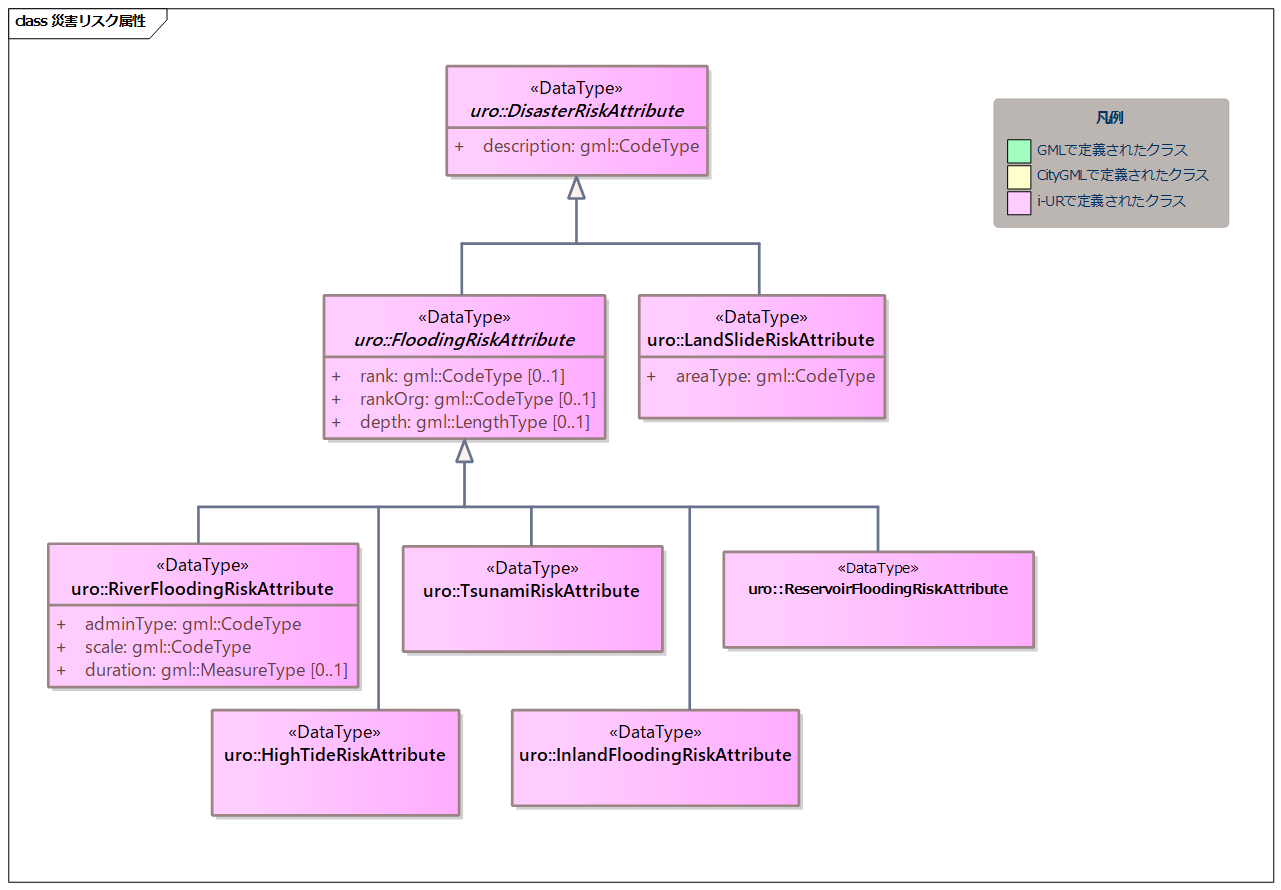 class 災害リスク属性
«DataType»
uro::DisasterRiskAttribute
+ description: gml::CodeType
凡例
GMLで定義されたクラス
CityGMLで定義されたクラス
i-URで定義されたクラス
«DataType»
uro::FloodingRiskAttribute
+ rank: gml::CodeType [0..1]
+ rankOrg: gml::CodeType [0..1]
+ depth: gml::LengthType [0..1]
«DataType»
uro::LandSlideRiskAttribute
+ areaType: gml::CodeType
«DataType»
uro::RiverFloodingRiskAttribute
+ adminType: gml::CodeType
+ scale: gml::CodeType
+ duration: gml::MeasureType [0..1]
«DataType»
uro::TsunamiRiskAttribute
«DataType»
uro::ReservoirFloodingRiskAttribute
«DataType»
uro::HighTideRiskAttribute
«DataType»
uro::InlandFloodingRiskAttribute